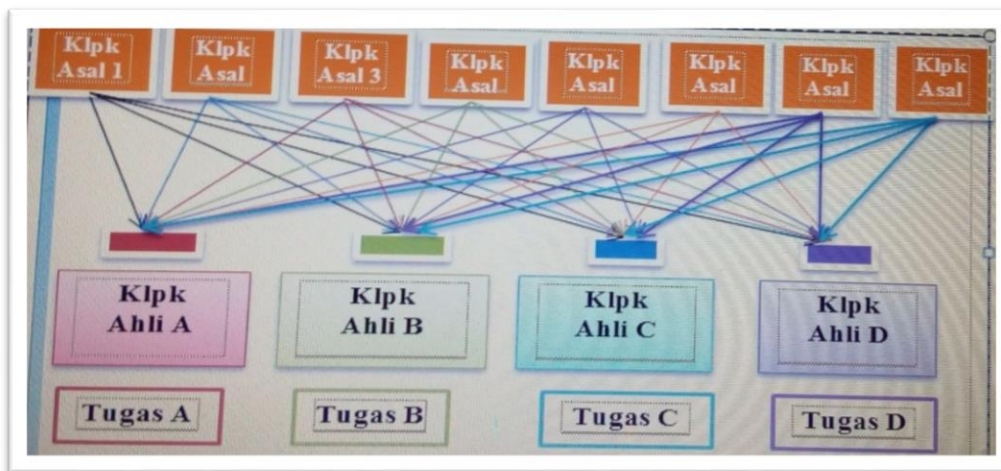 Klpk
Asal 1
Klpk
Asal
Klpk
Asal 3
Klpk
Asal
Klpk
Asal
Klpk
Asal
Klpk
Asal
Klpk
Asal
Klpk
Ahli A
Klpk
Ahli B
Klpk
Ahli C
Klpk
Ahli D
Tugas A
Tugas B
Tugas C
Tugas D